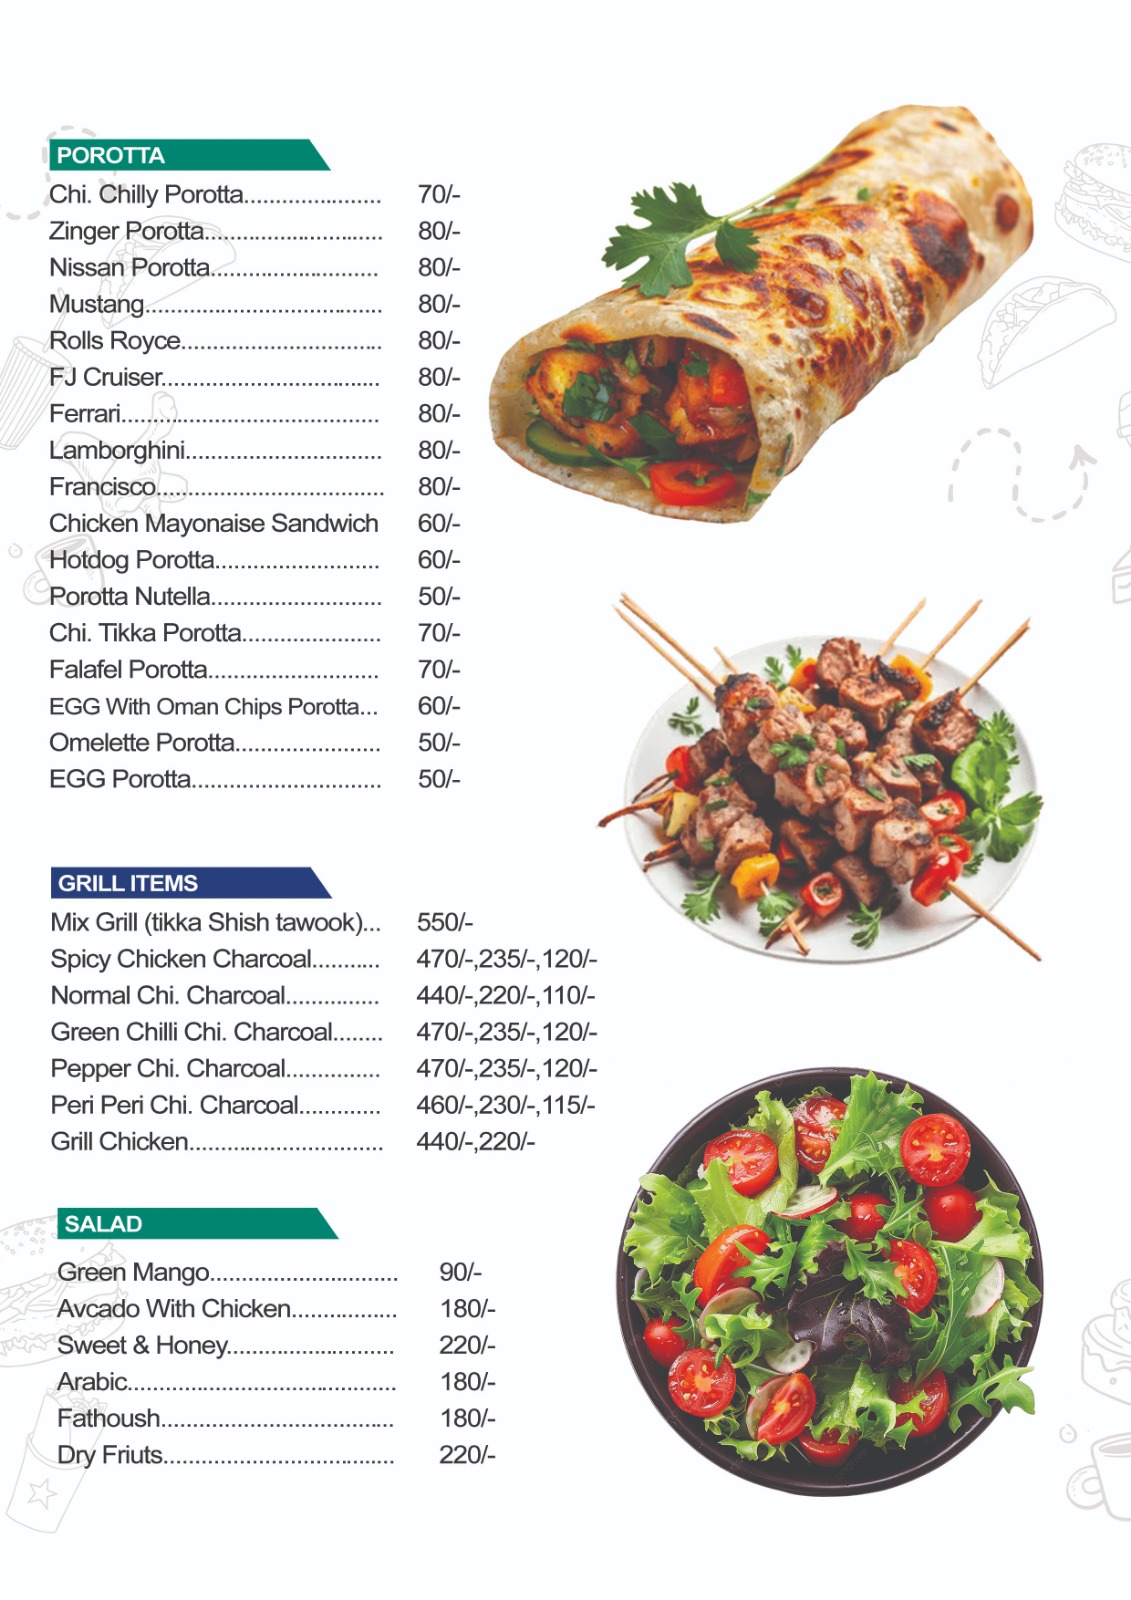 POROTTA
Chi. Chilly Porotta...................... 70/-
Zinger Porotta............................ 80/-
Nissan Porotta........................... 80/-
Mustang...................................... 80/-
Rolls Royce................................ 80/-
FJ Cruiser................................... 80/-
Ferrari......................................... 80/-
Lamborghini............................... 80/-
Francisco.................................... 80/-
Chicken Mayonaise Sandwich 60/-
Hotdog Porotta.......................... 60/-
Porotta Nutella........................... 50/-
Chi. Tikka Porotta...................... 70/-
Falafel Porotta........................... 70/-
EGG With Oman Chips Porotta... 60/-
Omelette Porotta....................... 50/-
EGG Porotta.............................. 50/-
GRILL ITEMS
Mix Grill (tikka Shish tawook)... 550/-
Spicy Chicken Charcoal........... 470/-,235/-,120/-
Normal Chi. Charcoal............... 440/-,220/-,110/-
Green Chilli Chi. Charcoal........ 470/-,235/-,120/-
Pepper Chi. Charcoal............... 470/-,235/-,120/-
Peri Peri Chi. Charcoal............. 460/-,230/-,115/-
Grill Chicken............................... 440/-,220/-
SALAD
Green Mango.............................. 90/-
Avcado With Chicken................. 180/-
Sweet & Honey.......................... 220/-
Arabic.......................................... 180/-
Fathoush..................................... 180/-
Dry Friuts.................................... 220/-